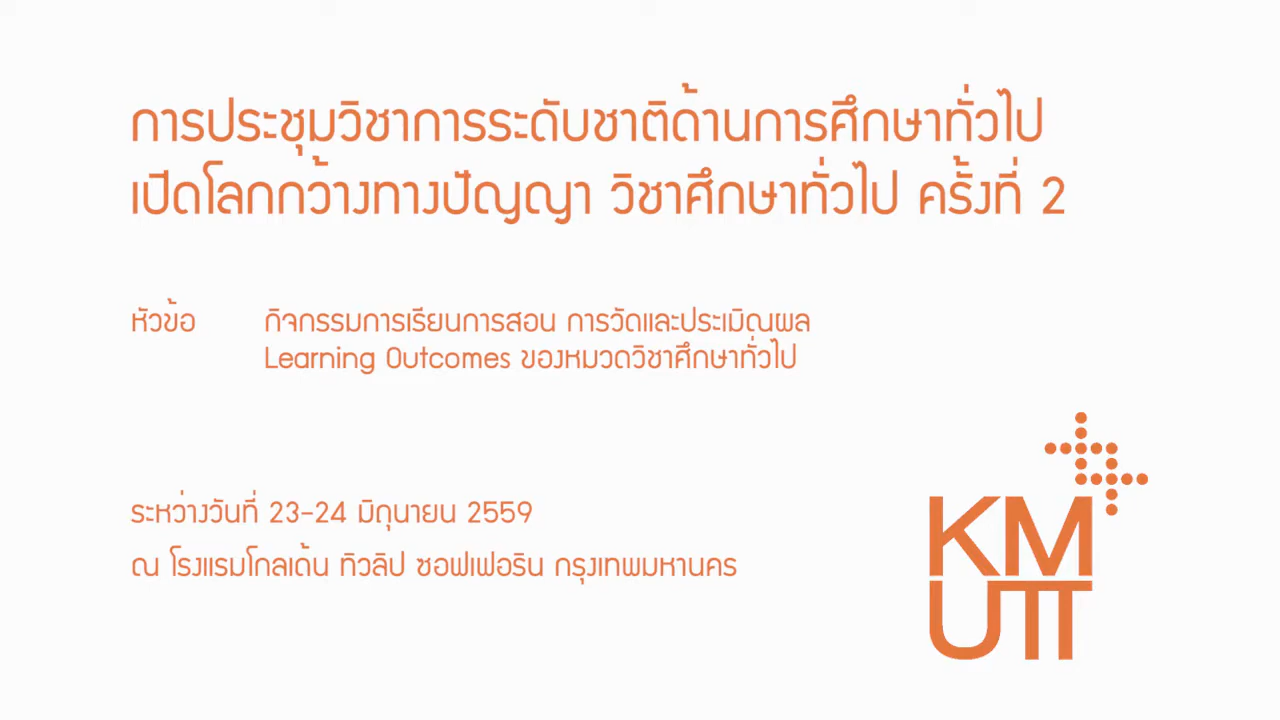 การประชุมวิชาการระดับชาติด้านการศึกษาทั่วไป
เปิดโลกกว้างทางปัญญา วิชาศึกษาทั่วไป ครั้งที่ 2
หัวข้อ กิจกรรมการเรียนการสอน การวัดและประเมิณผล
Learning Outcomes ของหมวดวิชาศึกษาทั่วไป
ระหว่างวันที่ 23-24 มิถุนายน 2559
ณ โรงแรมโกลเด้น ทิวลิป ซอฟเฟอริน กรุงเทพมหานคร
KM
UTT